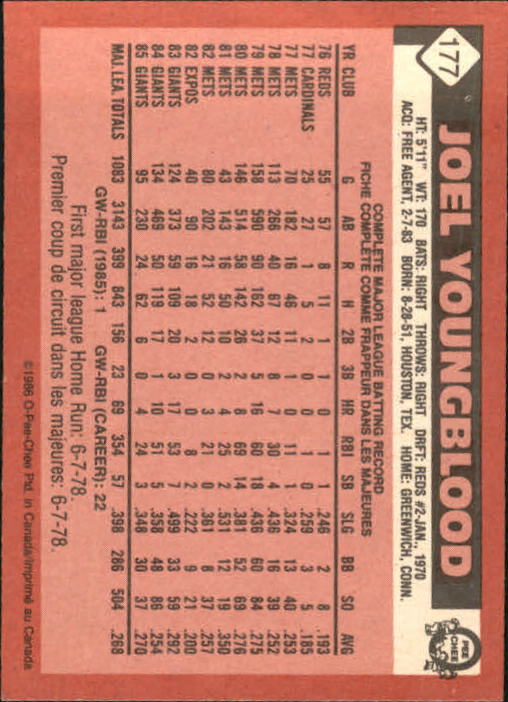 177
JOEL YOUNGBLOOD
O PEE CHEE
HT: 5'11" WT: 170 BATS: RIGHT THROWS: RIGHT DRFT: REDS #2-JAN., 1970
ACQ: FREE AGENT, 2-7-83 BORN: 8-28-51, HOUSTON, TEX. HOME: GREENWICH, CONN.
COMPLETE MAJOR LEAGUE BATTING RECORD
FICHE COMPLÈTE COMME FRAPPEUR DANS LES MAJEURES
YR CLUB G AB R H 2B 3B HR RBI SB SLG BB SO AVG
76 REDS 55 57 8 11 1 1 0 1 1 .246 2 8 .193
77 CARDINALS 25 27 1 5 2 0 0 1 0 .259 3 5 .185
77 METS 70 182 16 46 11 1 0 11 1 .324 13 40 .253
78 METS 113 266 40 67 12 8 7 30 4 .436 16 39 .252
79 METS 158 590 90 162 37 5 16 60 18 .436 60 84 .275
80 METS 146 514 58 142 26 2 8 69 14 .381 52 69 .276
81 METS 43 143 16 50 10 2 4 25 2 .531 12 19 .350
82 METS 80 202 21 52 12 0 3 21 0 .361 8 37 .257
82 EXPOS 40 90 16 18 2 0 0 8 2 .222 9 21 .200
83 GIANTS 124 373 59 109 20 3 17 53 7 .499 33 59 .292
84 GIANTS 134 469 50 119 17 1 10 51 5 .358 48 86 .254
85 GIANTS 95 230 24 62 6 0 4 24 3 .348 30 37 .270
MAJ. LEA. TOTALS 1083 3143 399 843 156 23 69 354 57 .398 286 504 .268
GW-RBI (1985): 1 GW-RBI (CAREER): 22
First major league Home Run: 6-7-78.
Premier coup de circuit dans les majeures: 6-7-78.
©1986 O-Pee-Chee Ptd. in Canada/Imprimé au Canada